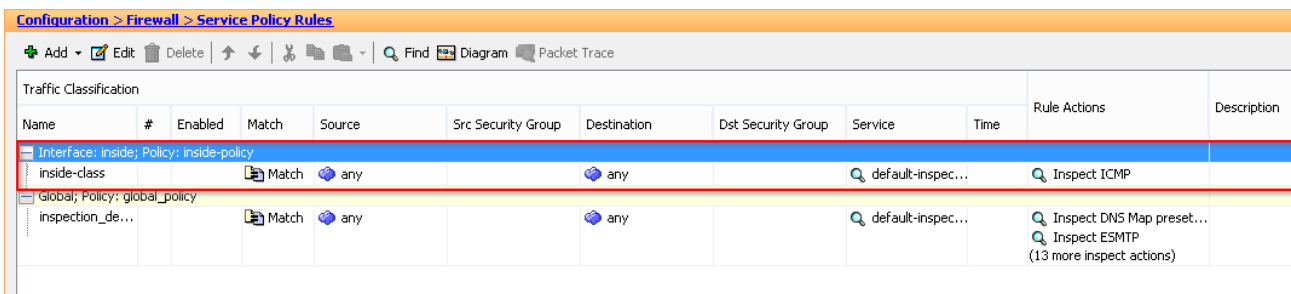 Configuration > Firewall > Service Policy Rules
Add Edit Delete Find Diagram Packet Trace
Traffic Classification
Rule Actions Description
Name # Enabled Match Source Src Security Group Destination Dst Security Group Service Time
Interface: inside; Policy: inside-policy
inside-class Match any any default-inspec... Inspect ICMP
Global; Policy: global_policy
inspection_de... Match any any default-inspec... Inspect DNS Map preset...
Inspect ESMTP
(13 more inspect actions)